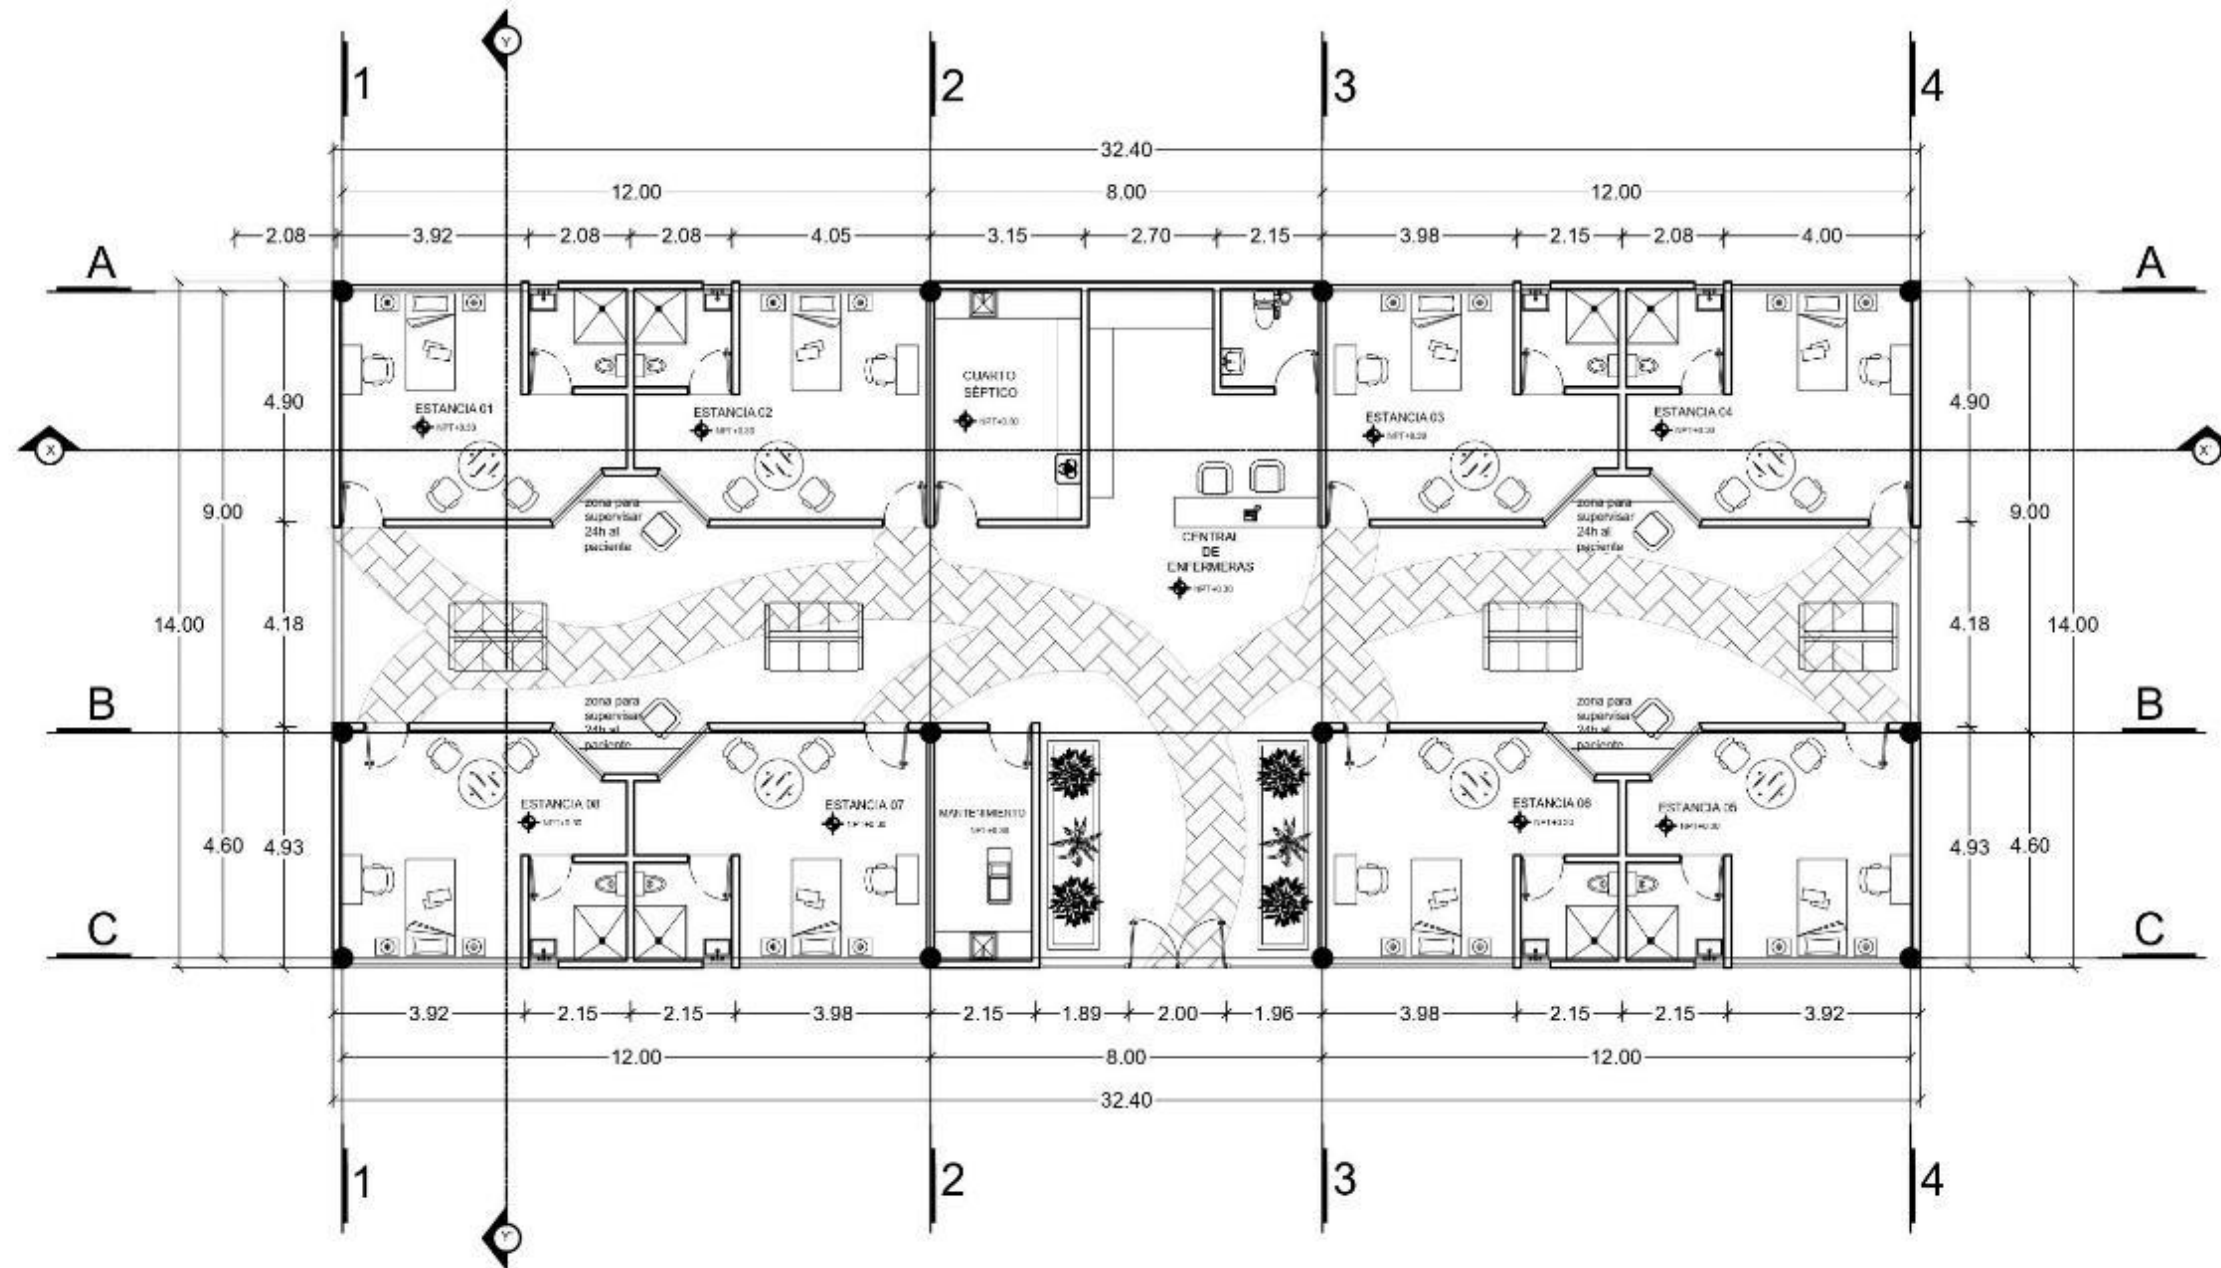 Y
1
2
3
4
32.40
12.00
8.00
12.00
2.08
3.92
2.08
2.08
4.05
3.15
2.70
2.15
3.98
2.15
2.08
4.00
A
A
CUARTO
SÉPTICO
NPT+0.30
4.90
ESTANCIA 01
ESTANCIA 02
ESTANCIA 03
ESTANCIA 04
4.90
X
X'
zona para
supervisar
24h al
paciente
zona para
supervisar
24h al
paciente
9.00
9.00
CENTRAL
DE
ENFERMERAS
NPT+0.30
14.00
4.18
4.18
14.00
zona para
supervisar
24h al
paciente
zona para
supervisar
24h al
paciente
B
B
ESTANCIA 08
ESTANCIA 07
MANTENIMIENTO
ESTANCIA 06
ESTANCIA 05
4.60
4.93
4.93
4.60
C
C
3.92
2.15
2.15
3.98
2.15
1.89
2.00
1.96
3.98
2.15
2.15
3.92
12.00
8.00
12.00
32.40
1
2
3
4
Y'